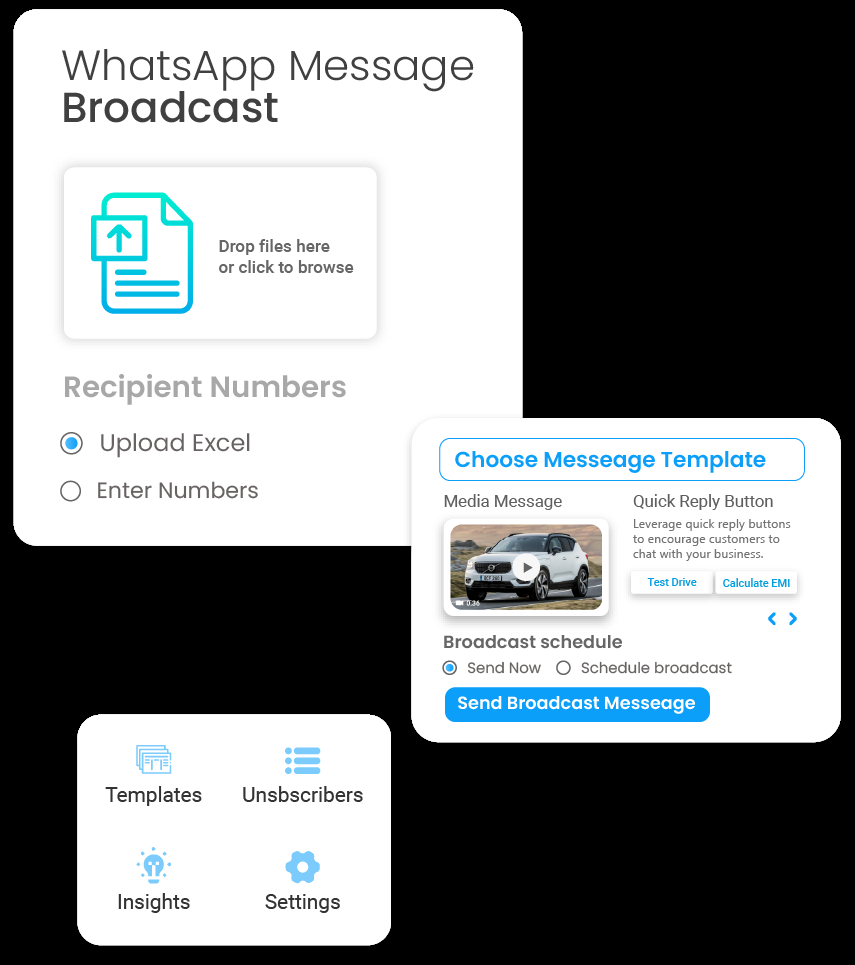 WhatsApp Message
Broadcast
Drop files here
or click to browse
Recipient Numbers
Upload Excel
Enter Numbers
Choose Messeage Template
Media Message
0.36
Quick Reply Button
Leverage quick reply buttons
to encourage customers to
chat with your business.
Test Drive
Calculate EMI
Broadcast schedule
Send Now
Schedule broadcast
Send Broadcast Messeage
Templates
Unsbscribers
Insights
Settings